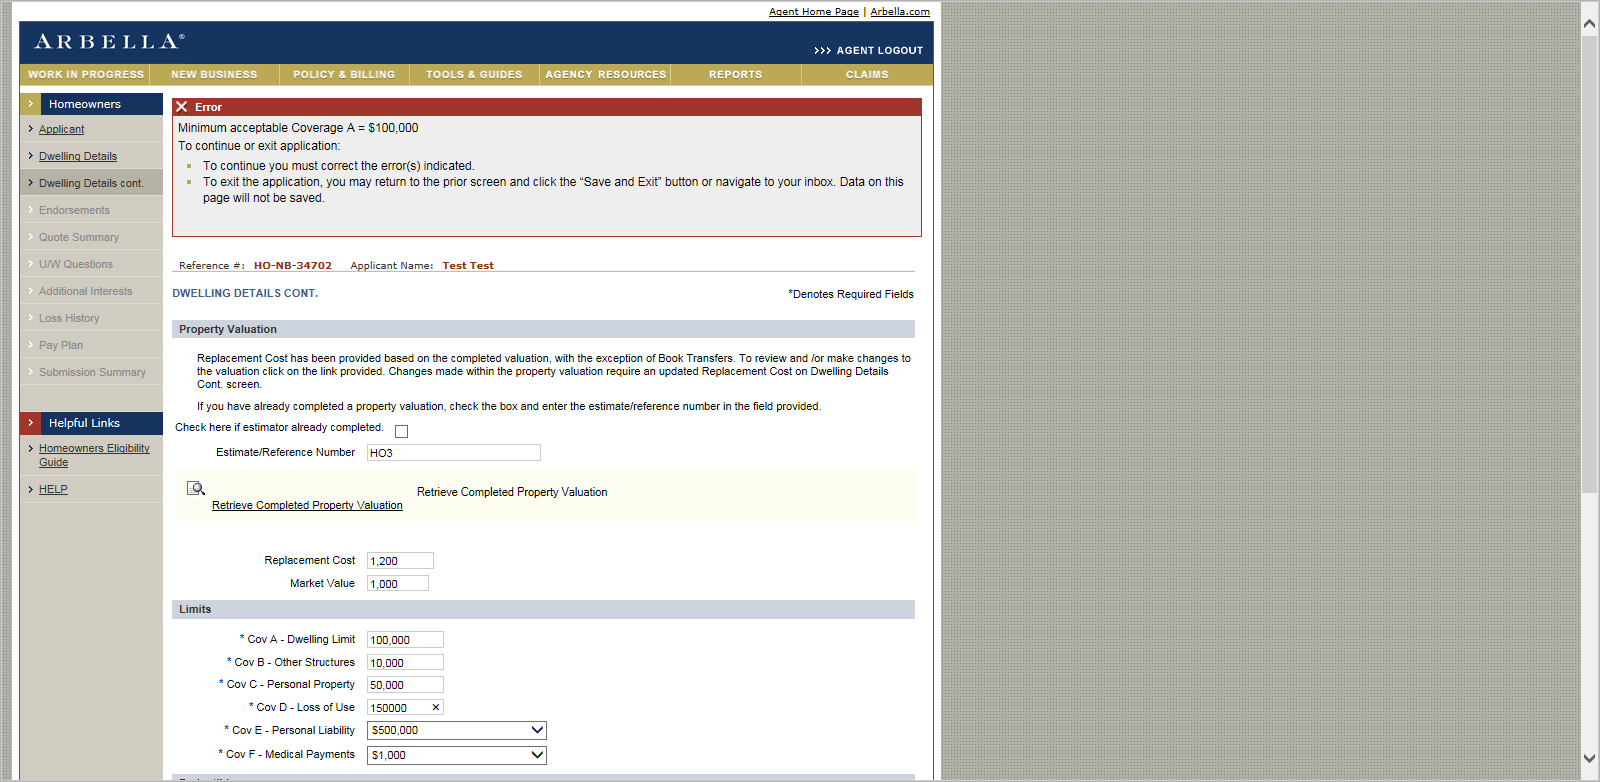 Agent Home Page | Arbella.com
ARBELLA®
>>> AGENT LOGOUT
WORK IN PROGRESS NEW BUSINESS POLICY & BILLING TOOLS & GUIDES AGENCY RESOURCES REPORTS CLAIMS
Homeowners
Applicant
Dwelling Details
Dwelling Details cont.
Endorsements
Quote Summary
U/W Questions
Additional Interests
Loss History
Pay Plan
Submission Summary
Helpful Links
Homeowners Eligibility
Guide
HELP
Error
Minimum acceptable Coverage A = $100,000
To continue or exit application:
To continue you must correct the error(s) indicated.
To exit the application, you may return to the prior screen and click the “Save and Exit” button or navigate to your inbox. Data on this
page will not be saved.
Reference #: HO-NB-34702 Applicant Name: Test Test
DWELLING DETAILS CONT.
*Denotes Required Fields
Property Valuation
Replacement Cost has been provided based on the completed valuation, with the exception of Book Transfers. To review and /or make changes to
the valuation click on the link provided. Changes made within the property valuation require an updated Replacement Cost on Dwelling Details
Cont. screen.
If you have already completed a property valuation, check the box and enter the estimate/reference number in the field provided.
Check here if estimator already completed.
Estimate/Reference Number HO3
Retrieve Completed Property Valuation
Retrieve Completed Property Valuation
Replacement Cost 1,200
Market Value 1,000
Limits
* Cov A - Dwelling Limit 100,000
* Cov B - Other Structures 10,000
* Cov C - Personal Property 50,000
* Cov D - Loss of Use 150000
* Cov E - Personal Liability $500,000
* Cov F - Medical Payments $1,000